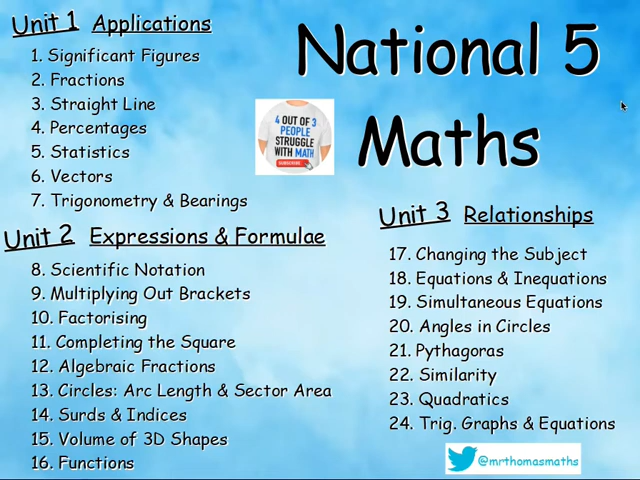 Unit 1 Applications
1. Significant Figures
2. Fractions
3. Straight Line
4. Percentages
5. Statistics
6. Vectors
7. Trigonometry & Bearings
Unit 2 Expressions & Formulae
8. Scientific Notation
9. Multiplying Out Brackets
10. Factorising
11. Completing the Square
12. Algebraic Fractions
13. Circles: Arc Length & Sector Area
14. Surds & Indices
15. Volume of 3D Shapes
16. Functions
National 5
Maths
4 OUT OF 3
PEOPLE
STRUGGLE
WITH MATH
Unit 3 Relationships
17. Changing the Subject
18. Equations & Inequations
19. Simultaneous Equations
20. Angles in Circles
21. Pythagoras
22. Similarity
23. Quadratics
24. Trig. Graphs & Equations
@mrthomasmaths